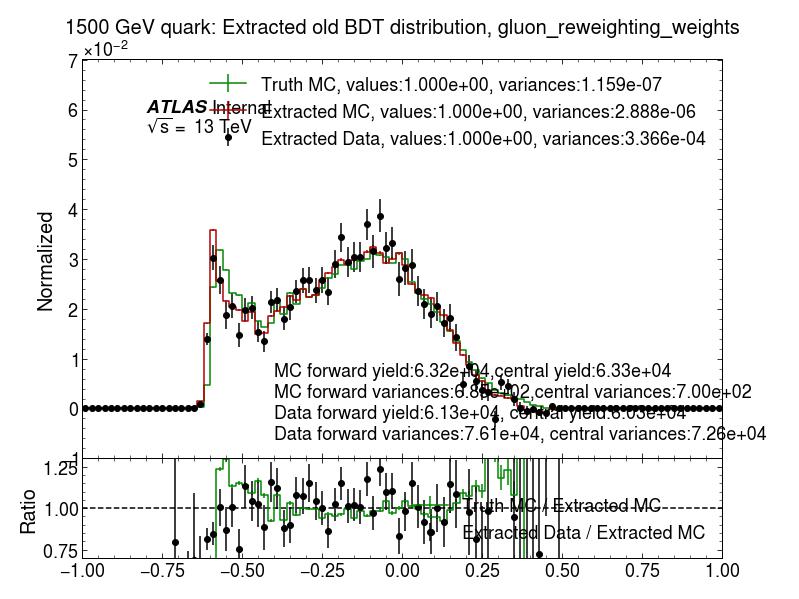 1500 GeV quark: Extracted old BDT distribution, gluon_reweighting_weights
×10⁻²
7
6
5
4
3
2
1
0
1
Normalized
ATLAS Internal
√s = 13 TeV
Truth MC, values:1.000e+00, variances:1.159e-07
Extracted MC, values:1.000e+00, variances:2.888e-06
Extracted Data, values:1.000e+00, variances:3.366e-04
MC forward yield:6.32e+04,central yield:6.33e+04
MC forward variances: central variances:7.00e+02
Data forward yield:6.13e+04, central yield:6.03e+04
Data forward variances:7.61e+04, central variances:7.26e+04
1.25
1.00
0.75
Ratio
Truth MC / Extracted MC
Extracted Data / Extracted MC
−1.00 −0.75 −0.50 −0.25 0.00 0.25 0.50 0.75 1.00